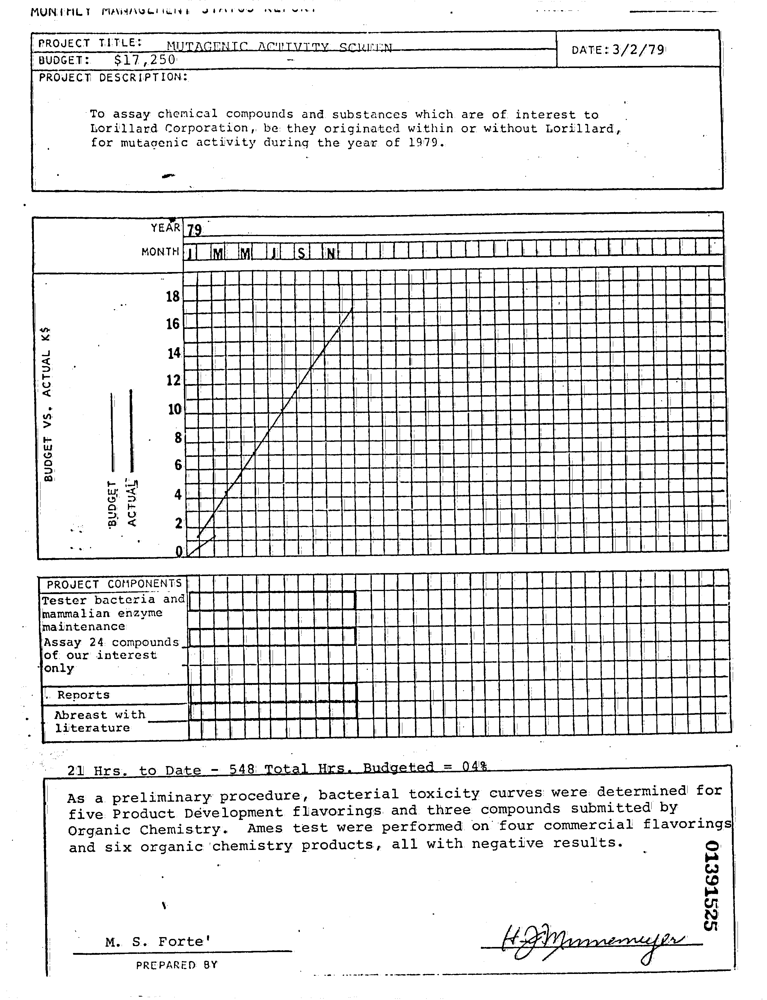 MONTHLY MANAGEMENT STATUS REPORT
PROJECT TITLE: MUTAGENIC ACTIVITY SCREEN
DATE: 3/2/79
BUDGET: $17,250
PROJECT DESCRIPTION:
To assay chemical compounds and substances which are of interest to
Lorillard Corporation, be they originated within or without Lorillard,
for mutagenic activity during the year of 1979.
YEAR 79
MONTH J M M J S N
BUDGET VS. ACTUAL K$
BUDGET
ACTUAL
18
16
14
12
10
8
6
4
2
0
PROJECT COMPONENTS
Tester bacteria and
mammalian enzyme
maintenance
Assay 24 compounds
of our interest
only
Reports
Abreast with
literature
21 Hrs. to Date - 548 Total Hrs. Budgeted = 04%
As a preliminary procedure, bacterial toxicity curves were determined for
five Product Development flavorings and three compounds submitted by
Organic Chemistry. Ames test were performed on four commercial flavorings
and six organic chemistry products, all with negative results.
01391525
M. S. Forte'
H. J. Minnemeyer
PREPARED BY